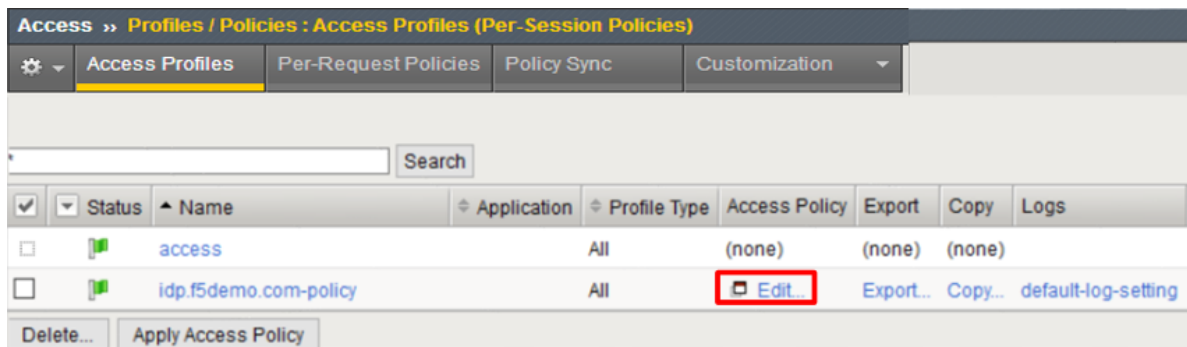 Access ›› Profiles / Policies : Access Profiles (Per-Session Policies)
Access Profiles Per-Request Policies Policy Sync Customization
* Search
Status Name Application Profile Type Access Policy Export Copy Logs
access All (none) (none) (none)
idp.f5demo.com-policy All Edit... Export... Copy... default-log-setting
Delete... Apply Access Policy